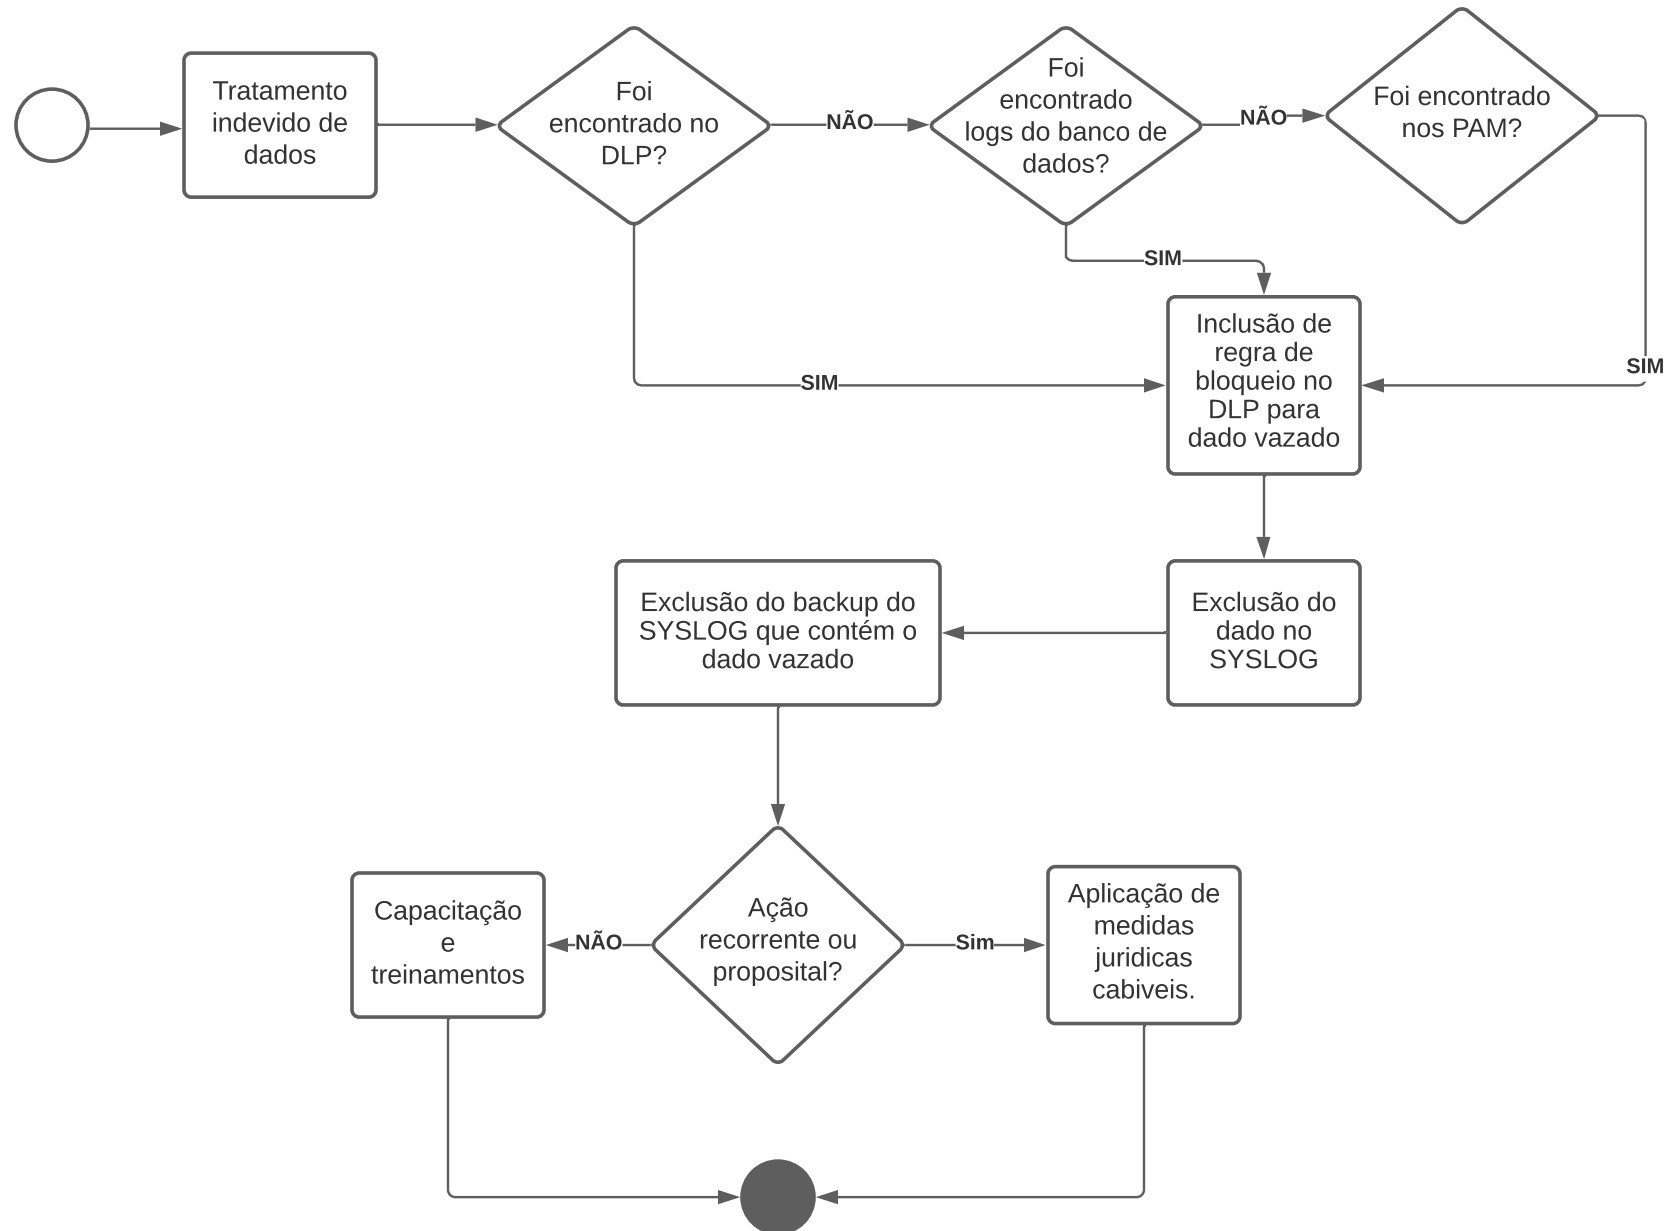 Tratamento
indevido de
dados
Foi
encontrado no
DLP?
NÃO
Foi
encontrado
logs do banco de
dados?
NÃO
Foi encontrado
nos PAM?
SIM
SIM
SIM
Inclusão de
regra de
bloqueio no
DLP para
dado vazado
Exclusão do backup do
SYSLOG que contém o
dado vazado
Exclusão do
dado no
SYSLOG
Capacitação
e
treinamentos
NÃO
Ação
recorrente ou
proposital?
Sim
Aplicação de
medidas
juridicas
cabiveis.